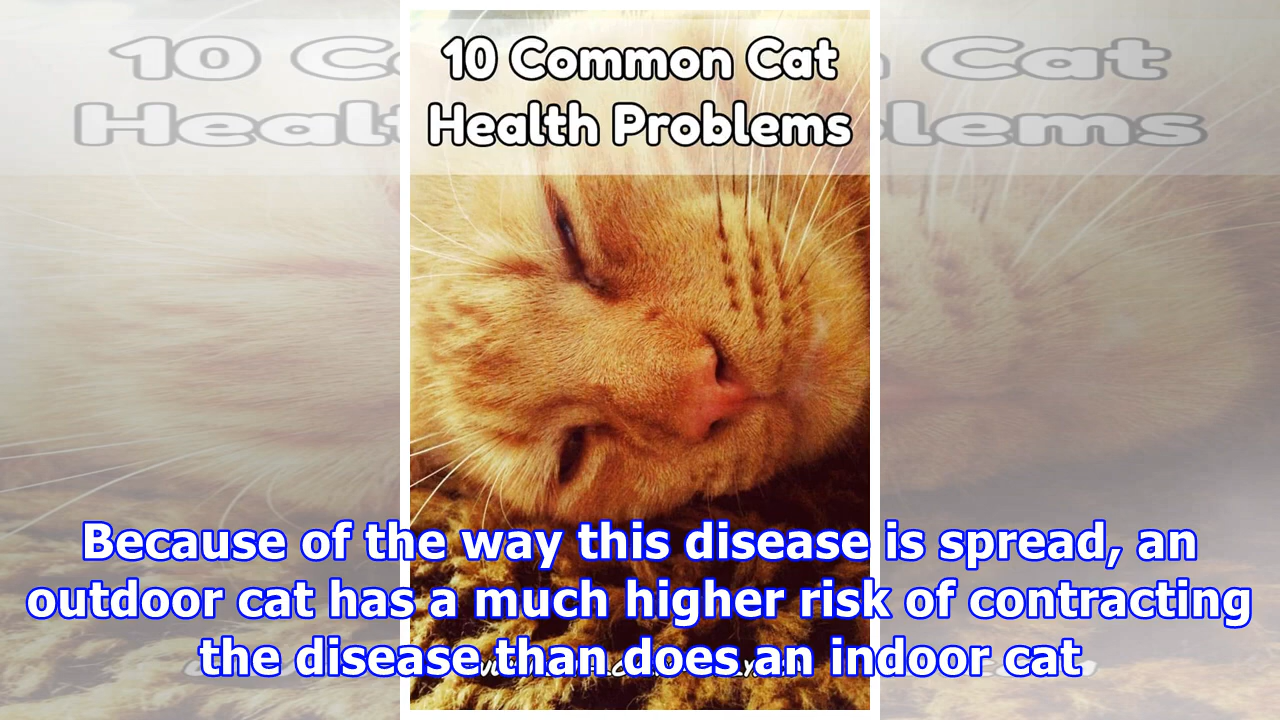 10 Common Cat
Health Problems
Because of the way this disease is spread, an
outdoor cat has a much higher risk of contracting
the disease than does an indoor cat